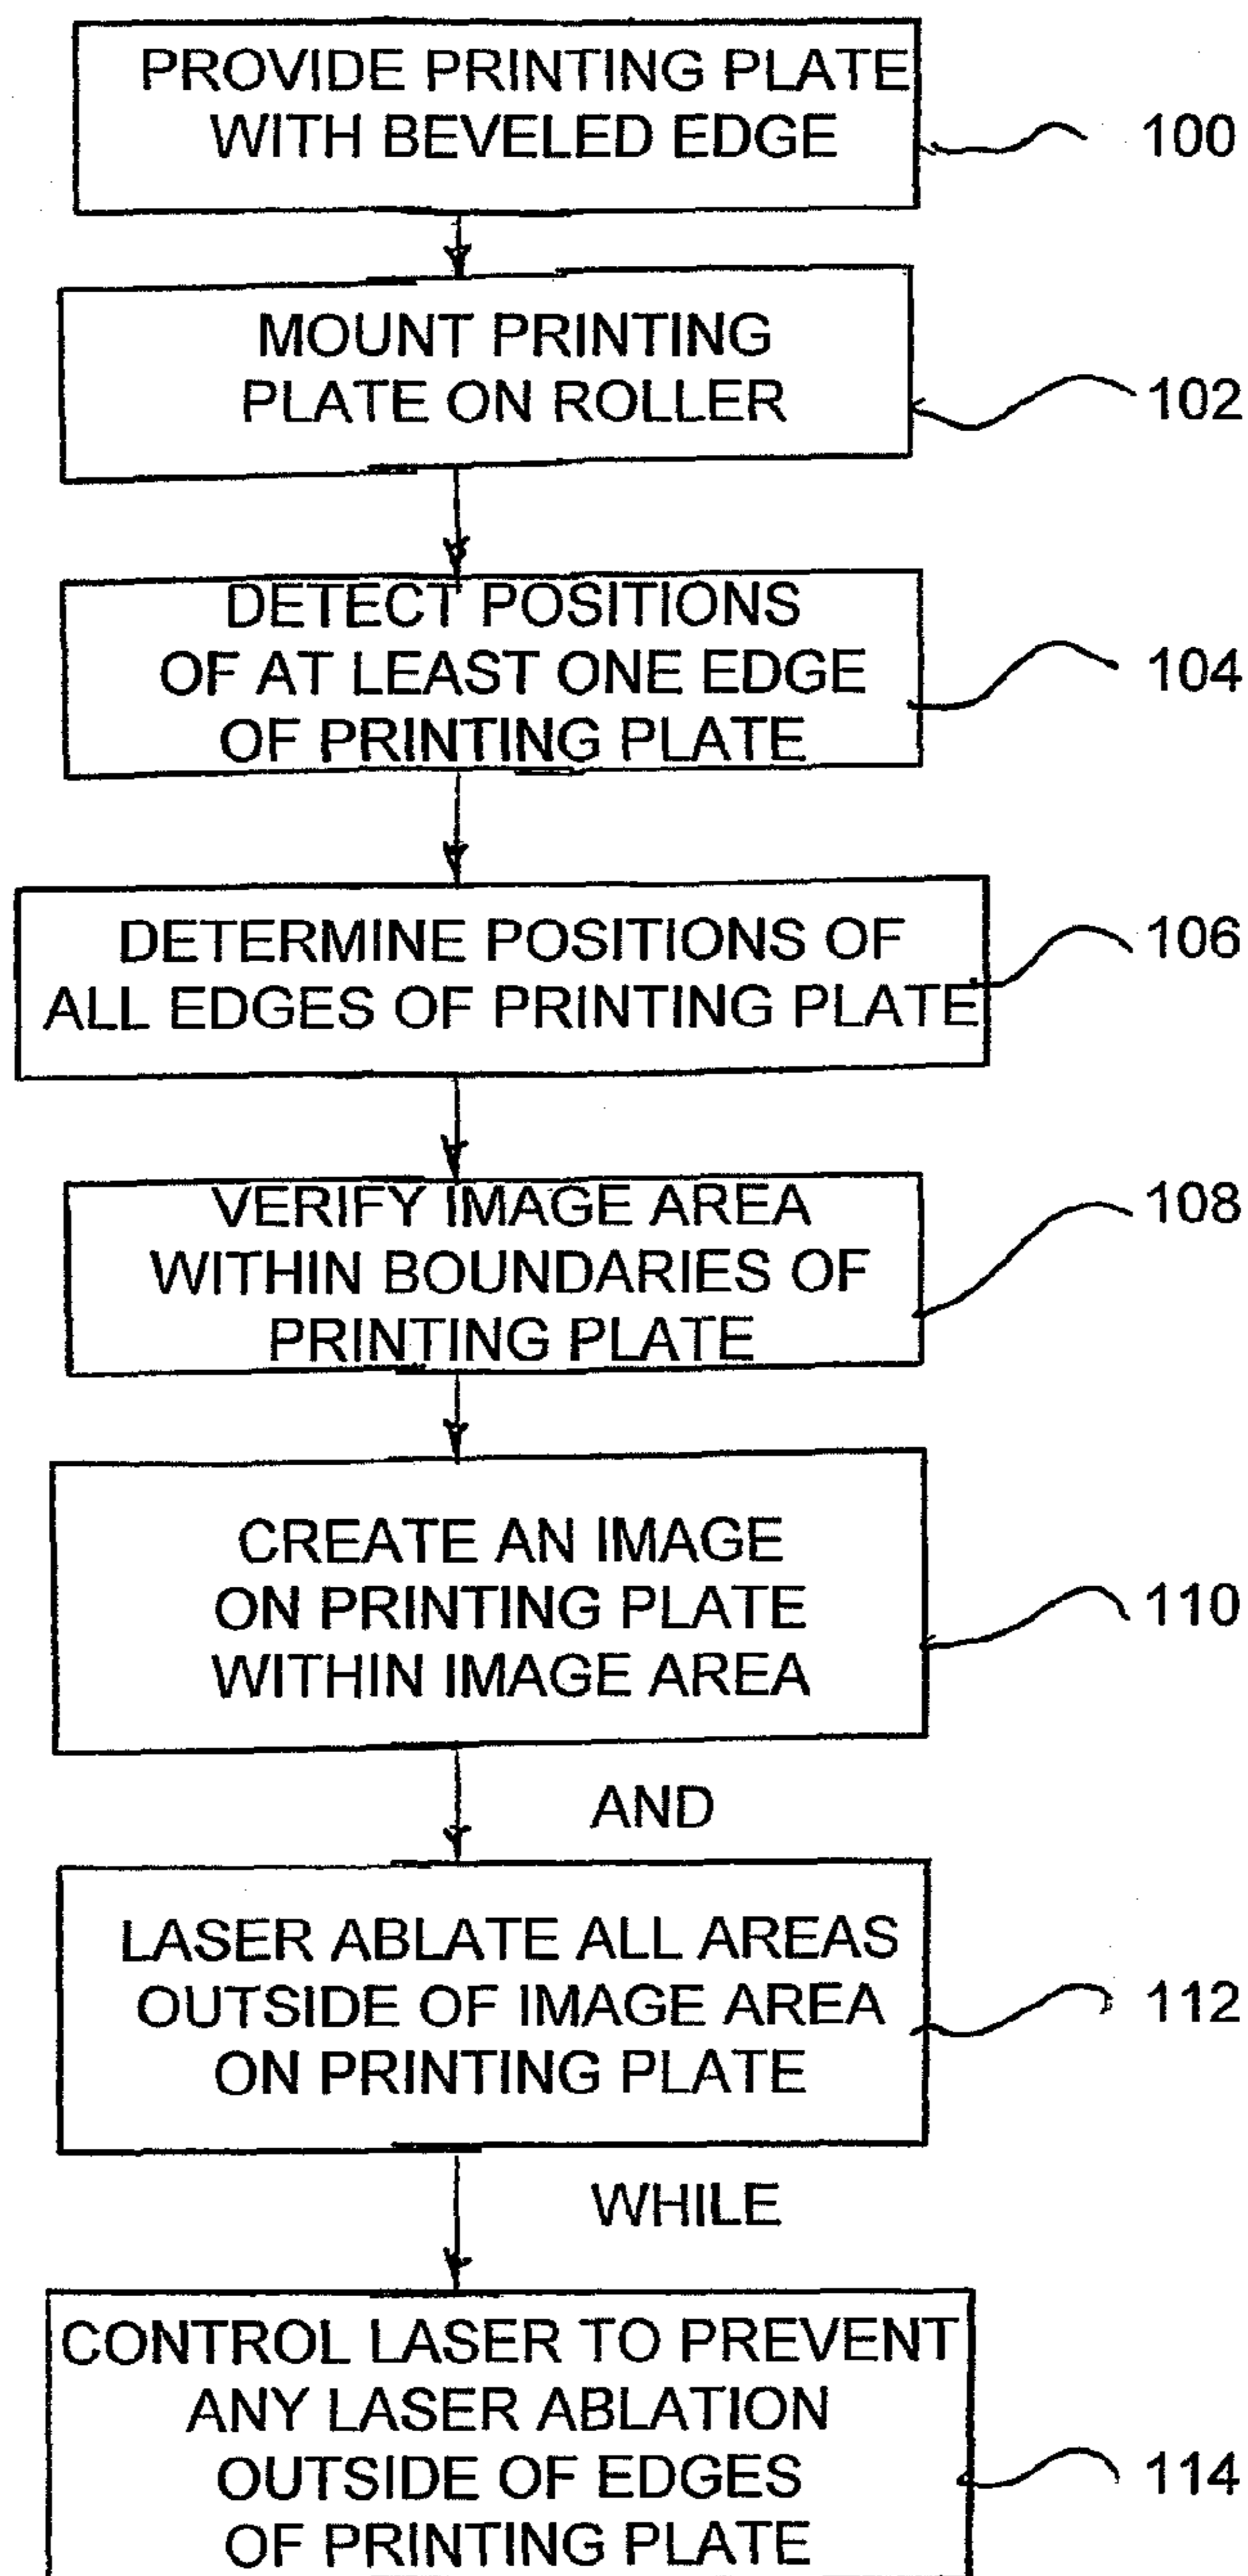 PROVIDE PRINTING PLATE
WITH BEVELED EDGE
100
MOUNT PRINTING
PLATE ON ROLLER
102
DETECT POSITIONS
OF AT LEAST ONE EDGE
OF PRINTING PLATE
104
DETERMINE POSITIONS OF
ALL EDGES OF PRINTING PLATE
106
VERIFY IMAGE AREA
WITHIN BOUNDARIES OF
PRINTING PLATE
108
CREATE AN IMAGE
ON PRINTING PLATE
WITHIN IMAGE AREA
110
AND
LASER ABLATE ALL AREAS
OUTSIDE OF IMAGE AREA
ON PRINTING PLATE
112
WHILE
CONTROL LASER TO PREVENT
ANY LASER ABLATION
OUTSIDE OF EDGES
OF PRINTING PLATE
114